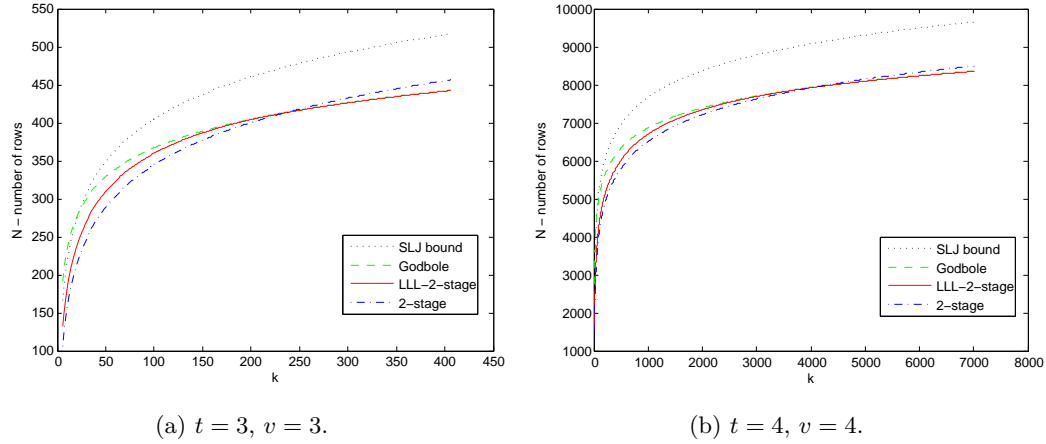 550
500
450
400
350
300
250
200
150
100
N − number of rows
0 50 100 150 200 250 300 350 400 450
k
SLJ bound
Godbole
LLL−2−stage
2−stage
(a) t = 3, v = 3.
10000
9000
8000
7000
6000
5000
4000
3000
2000
1000
N − number of rows
0 1000 2000 3000 4000 5000 6000 7000 8000
k
SLJ bound
Godbole
LLL−2−stage
2−stage
(b) t = 4, v = 4.